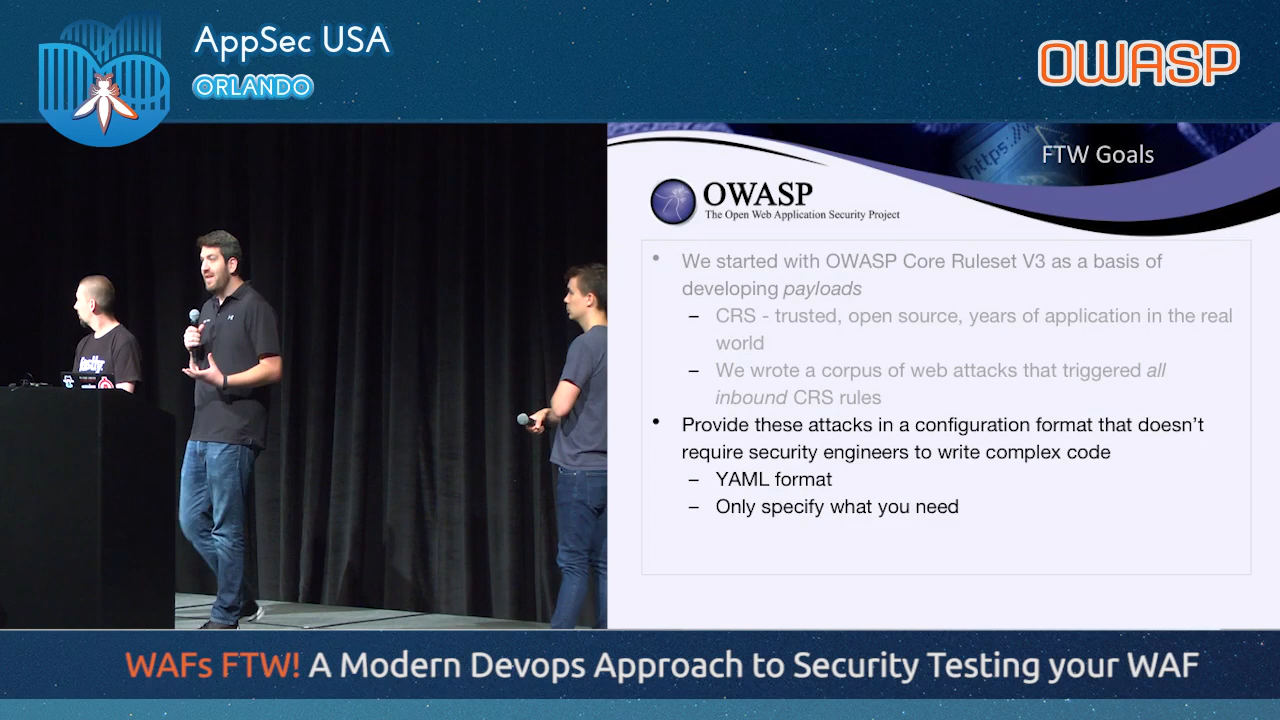 AppSec USA
ORLANDO
OWASP
FTW Goals
OWASP
The Open Web Application Security Project
• We started with OWASP Core Ruleset V3 as a basis of
developing payloads
– CRS - trusted, open source, years of application in the real
world
– We wrote a corpus of web attacks that triggered all
inbound CRS rules
• Provide these attacks in a configuration format that doesn't
require security engineers to write complex code
– YAML format
– Only specify what you need
fastly
WAFs FTW! A Modern Devops Approach to Security Testing your WAF